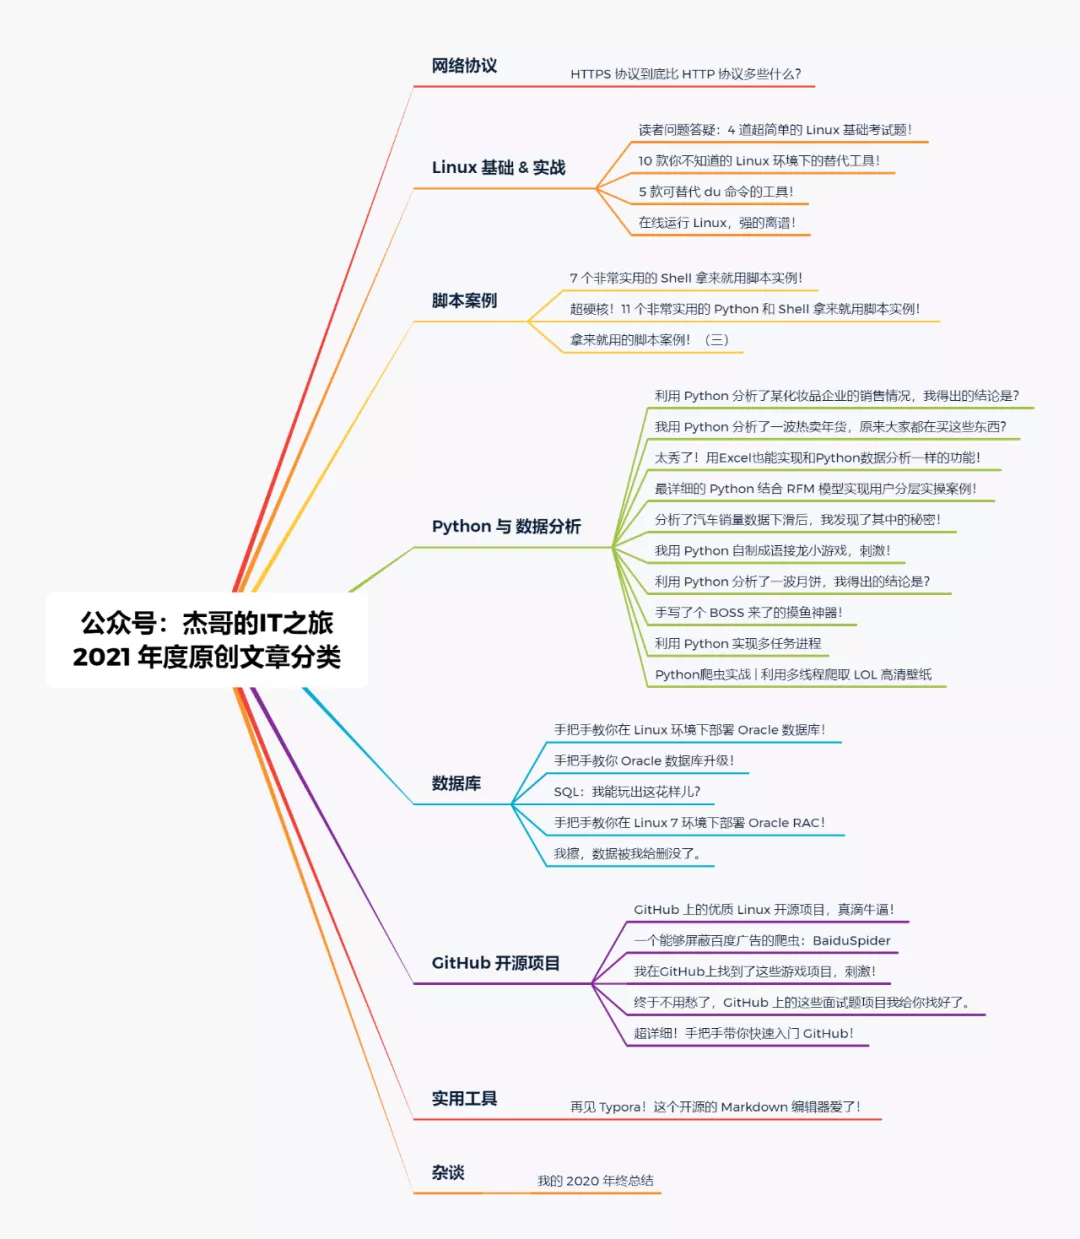 公众号：杰哥的IT之旅
2021 年度原创文章分类
网络协议
HTTPS 协议到底比 HTTP 协议多些什么？
Linux 基础 & 实战
读者问题答疑：4 道超简单的 Linux 基础考试题！
10 款你不知道的 Linux 环境下的替代工具！
5 款可替代 du 命令的工具！
在线运行 Linux，强的离谱！
脚本案例
7 个非常实用的 Shell 拿来就用脚本实例！
超硬核！11 个非常实用的 Python 和 Shell 拿来就用脚本实例！
拿来就用的脚本案例！（三）
Python 与 数据分析
利用 Python 分析了某化妆品企业的销售情况，我得出的结论是？
我用 Python 分析了一波热卖年货，原来大家都在买这些东西？
太秀了！用Excel也能实现和Python数据分析一样的功能！
最详细的 Python 结合 RFM 模型实现用户分层实操案例！
分析了汽车销量数据下滑后，我发现了其中的秘密！
我用 Python 自制成语接龙小游戏，刺激！
利用 Python 分析了一波月饼，我得出的结论是？
手写了个 BOSS 来了的摸鱼神器！
利用 Python 实现多任务进程
Python爬虫实战 | 利用多线程爬取 LOL 高清壁纸
数据库
手把手教你在 Linux 环境下部署 Oracle 数据库！
手把手教你 Oracle 数据库升级！
SQL：我能玩出这花样儿？
手把手教你在 Linux 7 环境下部署 Oracle RAC！
我擦，数据被我给删没了。
GitHub 开源项目
GitHub 上的优质 Linux 开源项目，真滴牛逼！
一个能够屏蔽百度广告的爬虫：BaiduSpider
我在GitHub上找到了这些游戏项目，刺激！
终于不用愁了，GitHub 上的这些面试题项目我给你找好了。
超详细！手把手带你快速入门 GitHub！
实用工具
再见 Typora！这个开源的 Markdown 编辑器爱了！
杂谈
我的 2020 年终总结